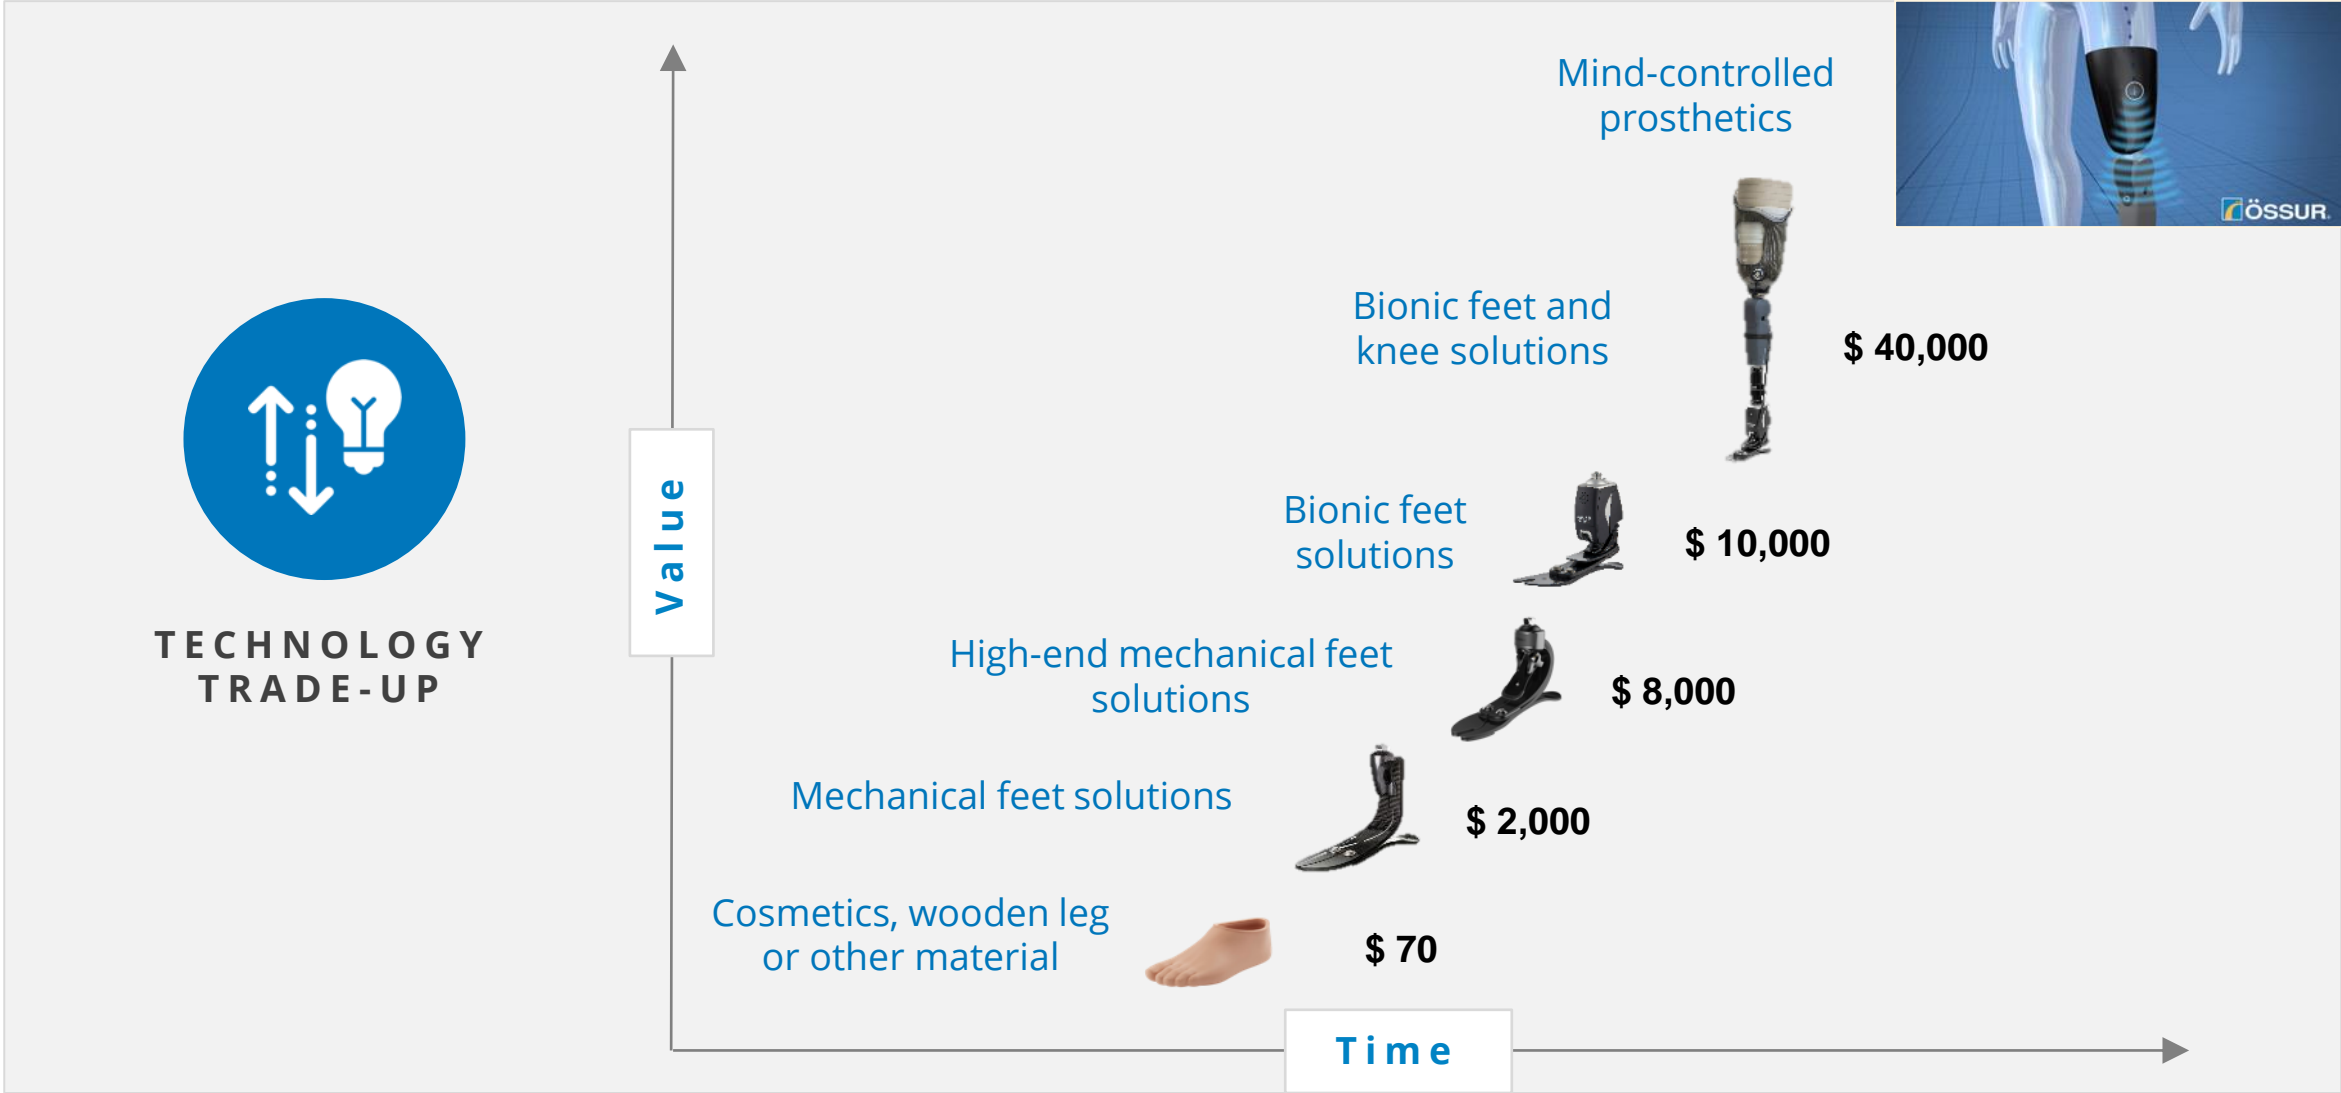 Mind-controlled
prosthetics
ÖSSUR.
Bionic feet and
knee solutions
$ 40,000
Bionic feet
solutions
$ 10,000
TECHNOLOGY
TRADE-UP
Value
High-end mechanical feet
solutions
$ 8,000
Mechanical feet solutions
$ 2,000
Cosmetics, wooden leg
or other material
$ 70
Time